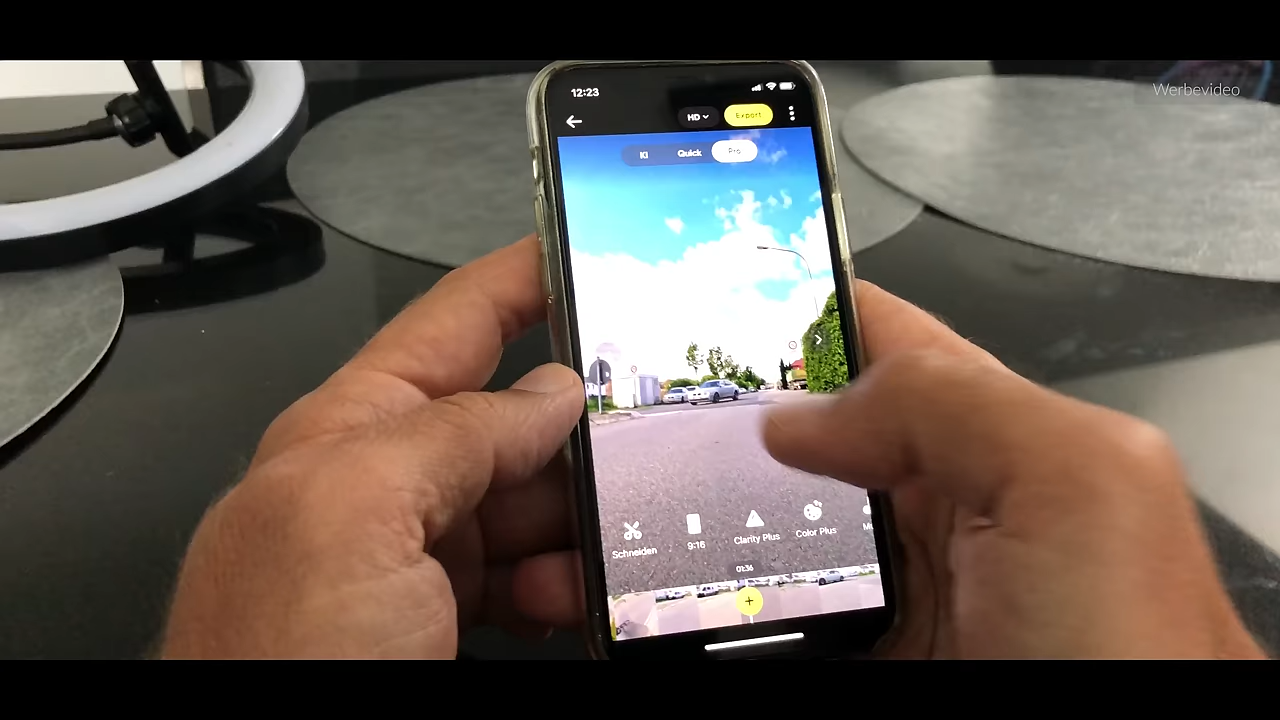 Werbevideo
12:23
HD
Export
KI
Quick
Pro
Schneiden
9:16
Clarity Plus
Color Plus
01:36